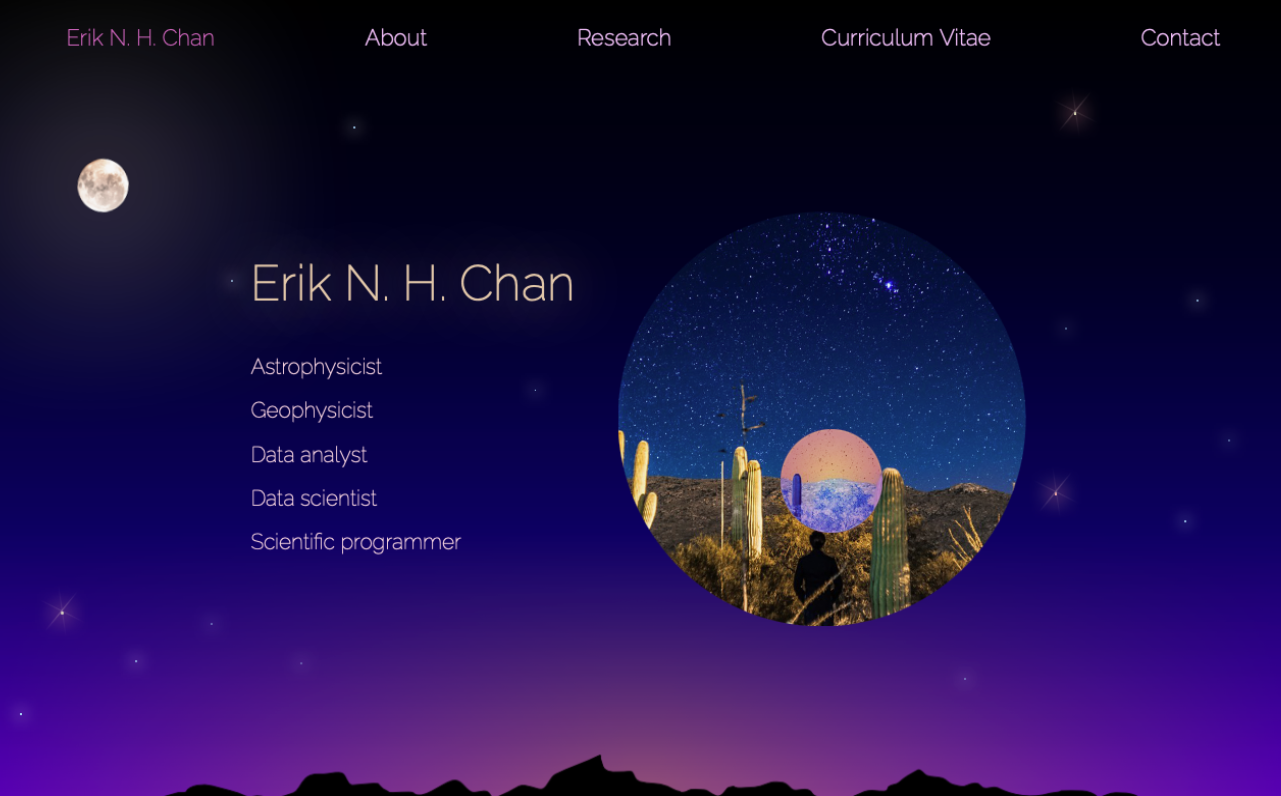 Erik N. H. Chan
About
Research
Curriculum Vitae
Contact
Erik N. H. Chan
Astrophysicist
Geophysicist
Data analyst
Data scientist
Scientific programmer